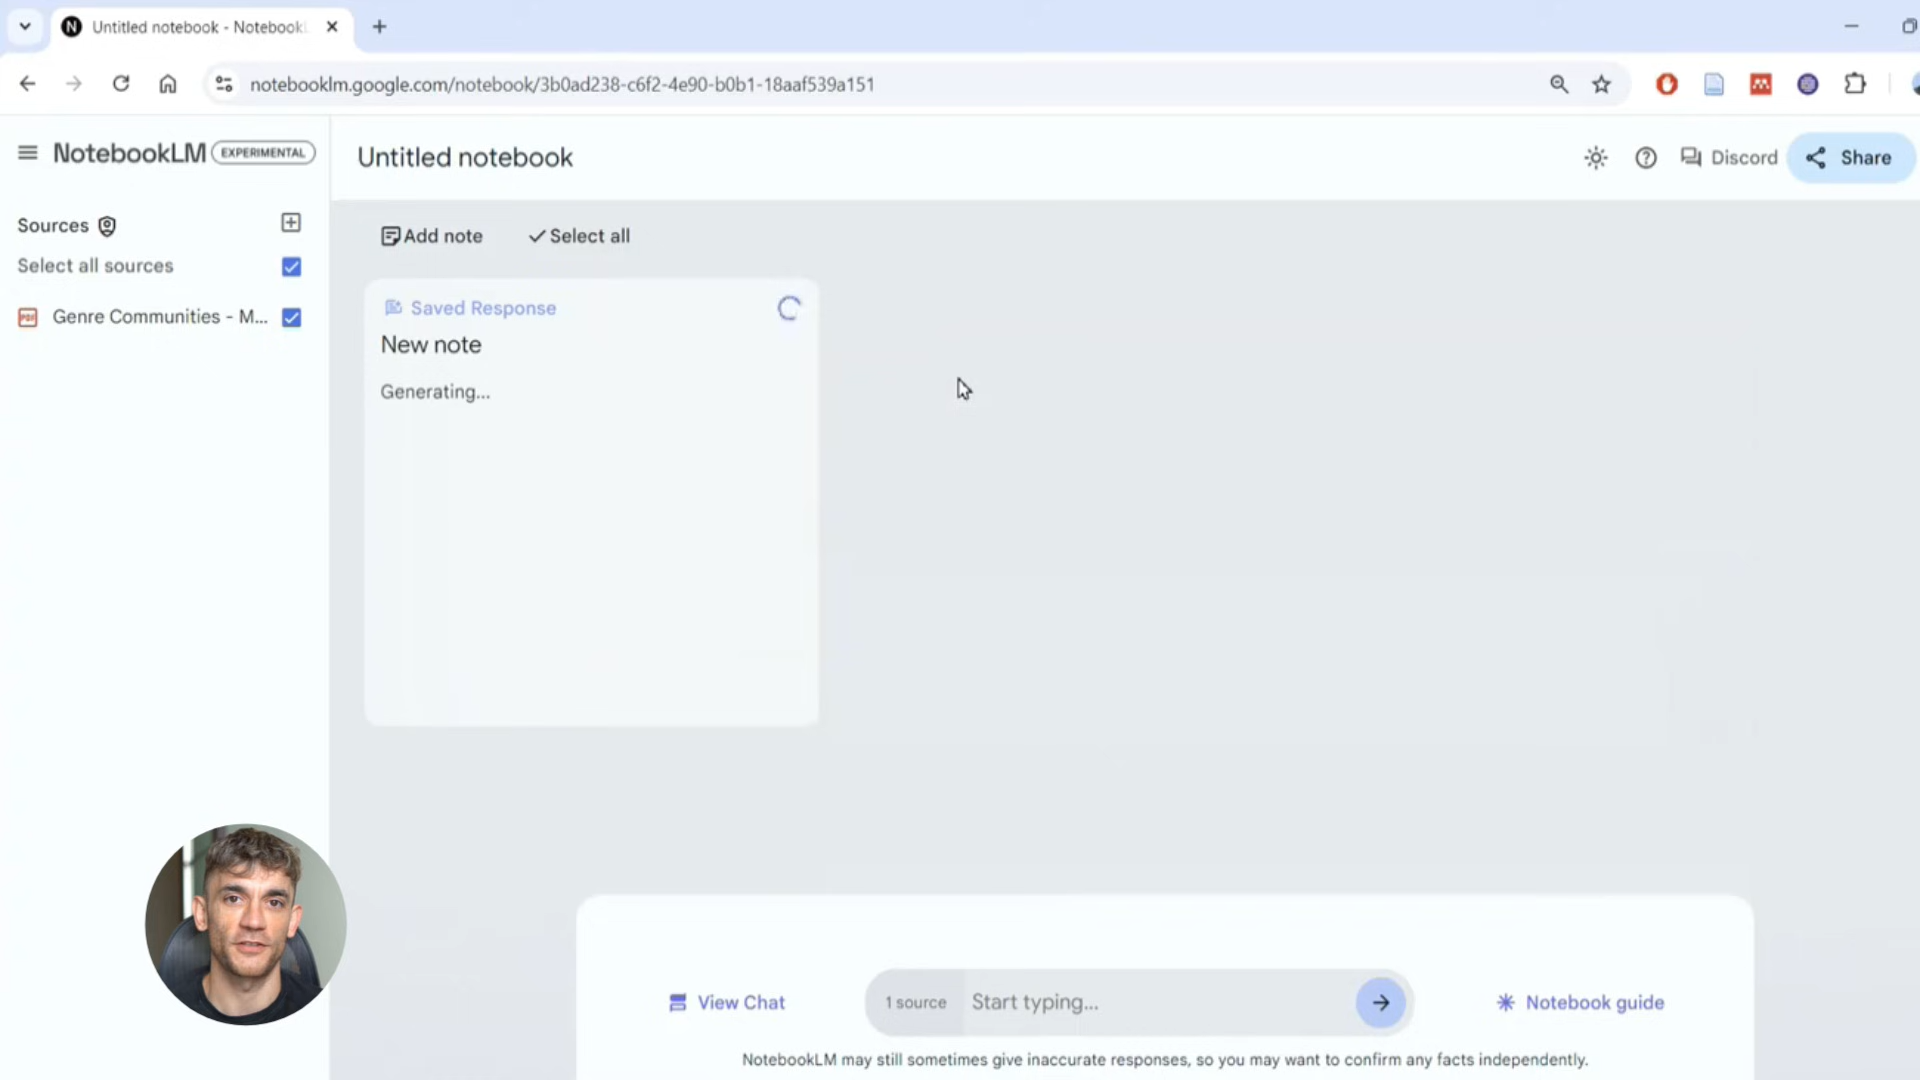 Untitled notebook - Notebook
notebooklm.google.com/notebook/3b0ad238-c6f2-4e90-b0b1-18aaf539a151
NotebookLM EXPERIMENTAL
Untitled notebook
Discord
Share
Sources
Add note
Select all
Select all sources
Saved Response
Genre Communities - M...
PDF
New note
Generating...
View Chat
1 source
Start typing...
Notebook guide
NotebookLM may still sometimes give inaccurate responses, so you may want to confirm any facts independently.